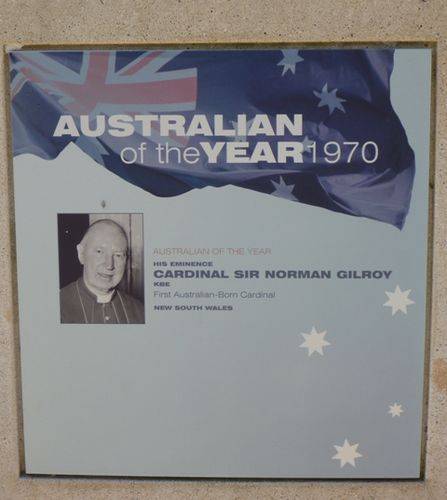 AUSTRALIAN
of the YEAR 1970
AUSTRALIAN OF THE YEAR
HIS EMINENCE
CARDINAL SIR NORMAN GILROY
KBE
First Australian-Born Cardinal
NEW SOUTH WALES